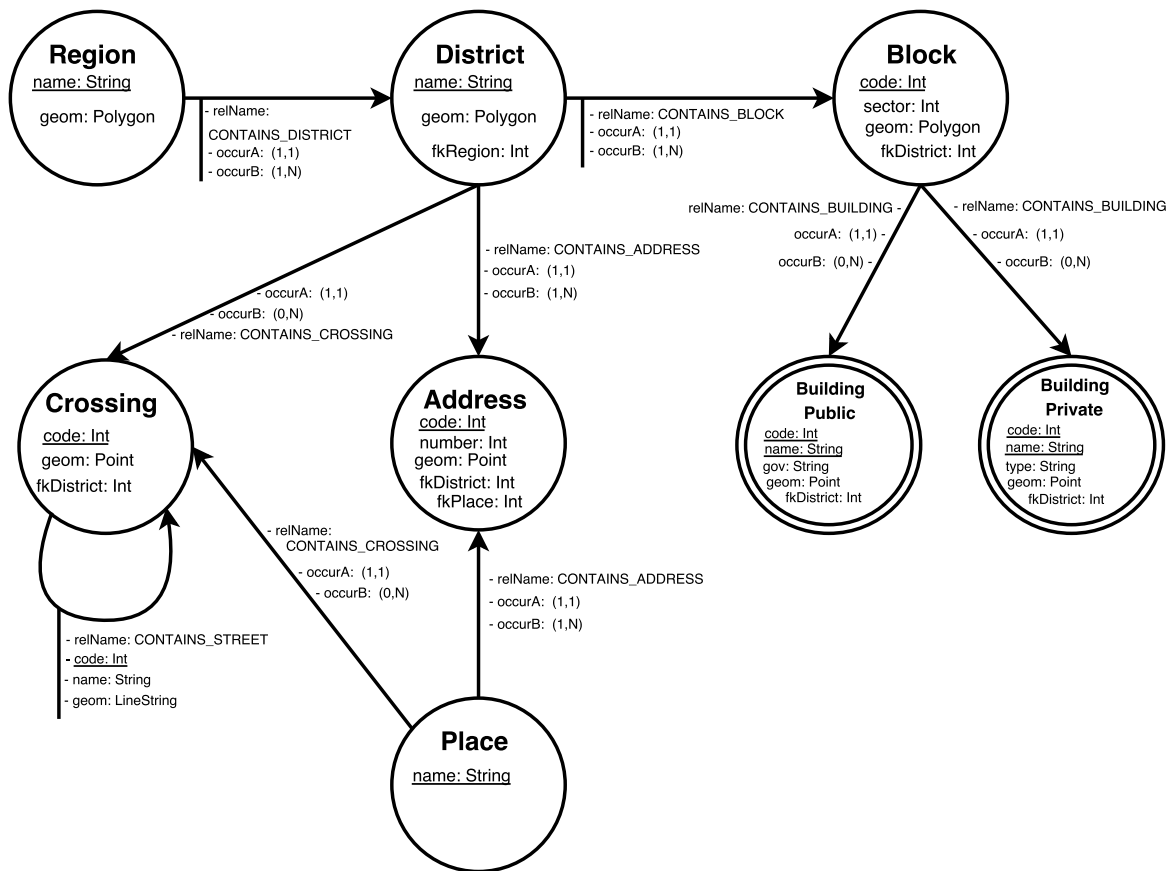 Region
name: String
geom: Polygon
- relName:
CONTAINS_DISTRICT
- occurA: (1,1)
- occurB: (1,N)
District
name: String
geom: Polygon
fkRegion: Int
- relName: CONTAINS_BLOCK
- occurA: (1,1)
- occurB: (1,N)
Block
code: Int
sector: Int
geom: Polygon
fkDistrict: Int
relName: CONTAINS_BUILDING -
occurA: (1,1) -
occurB: (0,N) -
- relName: CONTAINS_BUILDING
- occurA: (1,1)
- occurB: (0,N)
- relName: CONTAINS_ADDRESS
- occurA: (1,1)
- occurB: (1,N)
- occurA: (1,1)
- occurB: (0,N)
- relName: CONTAINS_CROSSING
Crossing
code: Int
geom: Point
fkDistrict: Int
Address
code: Int
number: Int
geom: Point
fkDistrict: Int
fkPlace: Int
Building
Public
code: Int
name: String
gov: String
geom: Point
fkDistrict: Int
Building
Private
code: Int
name: String
type: String
geom: Point
fkDistrict: Int
- relName:
CONTAINS_CROSSING
- occurA: (1,1)
- occurB: (0,N)
- relName: CONTAINS_ADDRESS
- occurA: (1,1)
- occurB: (1,N)
- relName: CONTAINS_STREET
- code: Int
- name: String
- geom: LineString
Place
name: String